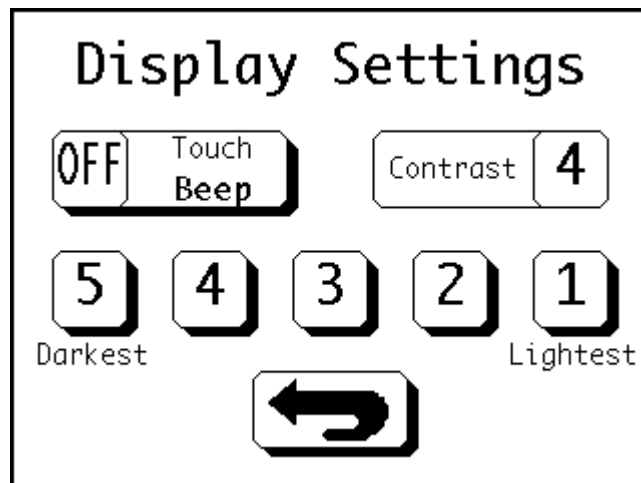 Display Settings
OFF Touch Beep
Contrast 4
5 4 3 2 1
Darkest Lightest